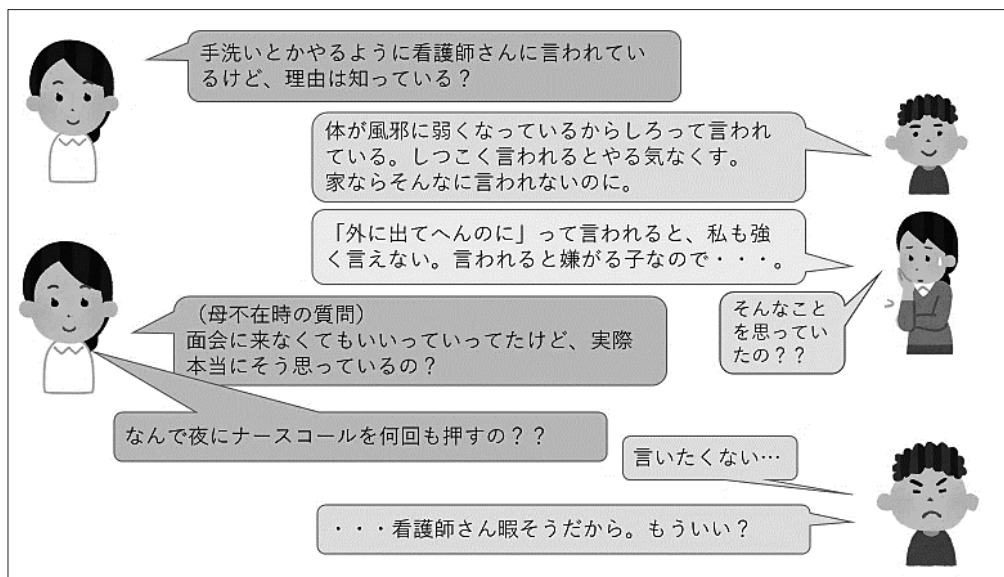 手洗いとかやるように看護師さんに言われてい
るけど、理由は知っている？
体が風邪に弱くなっているからしろって言われ
ている。しつこく言われるとやる気なくす。
家ならそんなに言われないのに。
「外に出てへんのに」って言われると、私も強
く言えない。言われると嫌がる子なので・・・。
そんなこと
を思ってい
たの？？
（母不在時の質問）
面会に来なくてもいいっていってたけど、実際
本当にそう思っているの？
なんで夜にナースコールを何回も押すの？？
言いたくない…
・・・看護師さん暇そうだから。もういい？